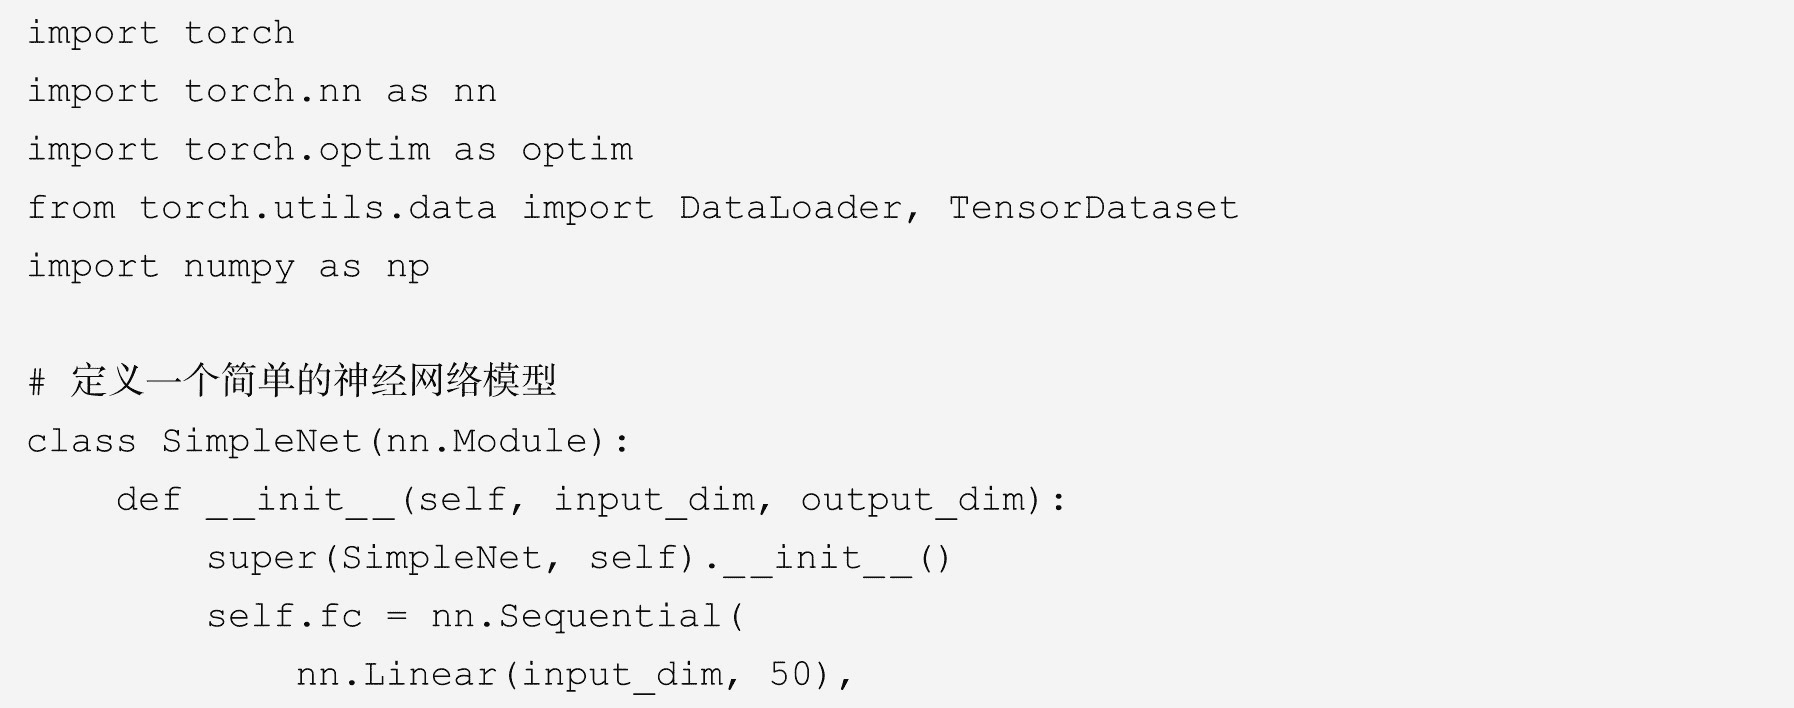 import torch
import torch.nn as nn
import torch.optim as optim
from torch.utils.data import DataLoader, TensorDataset
import numpy as np

# 定义一个简单的神经网络模型
class SimpleNet(nn.Module):
    def __init__(self, input_dim, output_dim):
        super(SimpleNet, self).__init__()
        self.fc = nn.Sequential(
            nn.Linear(input_dim, 50),